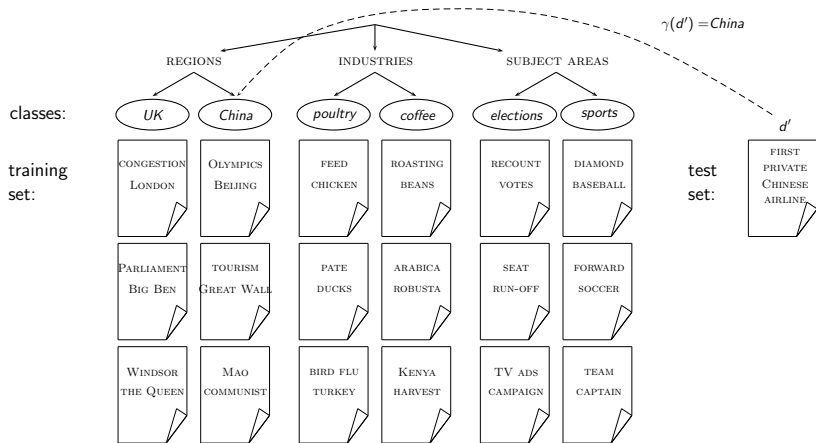 γ(d′) =China
REGIONS INDUSTRIES SUBJECT AREAS
classes: UK China poultry coffee elections sports
d′
training
set:
CONGESTION
LONDON
OLYMPICS
BEIJING
FEED
CHICKEN
ROASTING
BEANS
RECOUNT
VOTES
DIAMOND
BASEBALL
test
set:
FIRST
PRIVATE
CHINESE
AIRLINE
PARLIAMENT
BIG BEN
TOURISM
GREAT WALL
PATE
DUCKS
ARABICA
ROBUSTA
SEAT
RUN-OFF
FORWARD
SOCCER
WINDSOR
THE QUEEN
MAO
COMMUNIST
BIRD FLU
TURKEY
KENYA
HARVEST
TV ADS
CAMPAIGN
TEAM
CAPTAIN